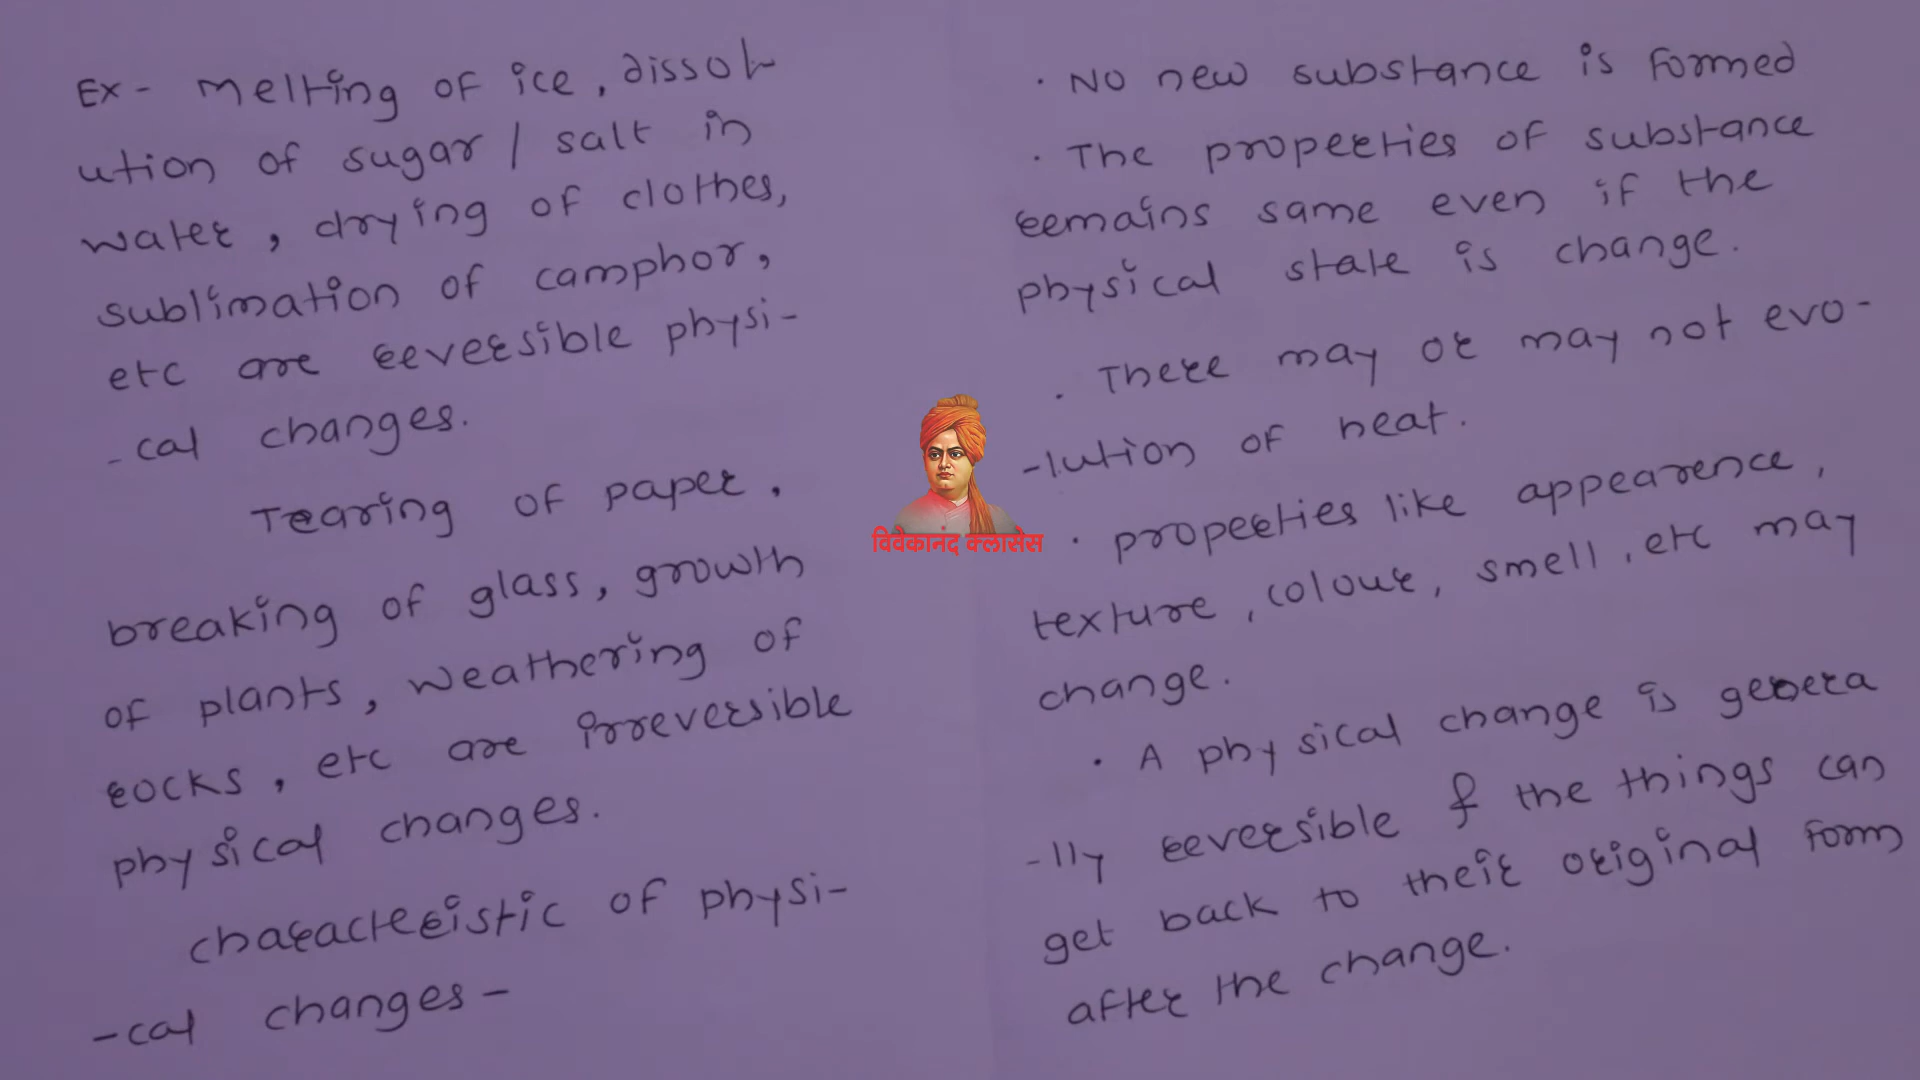 Ex- Melting of ice, dissol-
ution of sugar / salt in
water, drying of clothes,
sublimation of camphor,
etc are reversible physi-
-cal changes.
Tearing of paper,
breaking of glass, growth
of plants, weathering of
rocks, etc are irreversible
physical changes.
characteristic of physi-
-cal changes-
· No new substance is formed
· The properties of substance
remains same even if the
physical state is change.
· There may or may not evo-
-lution of heat.
· properties like appearence,
texture, colour, smell, etc may
change.
· A physical change is genera
-lly reversible & the things can
get back to their original form
after the change.
विवेकानंद क्लासेस